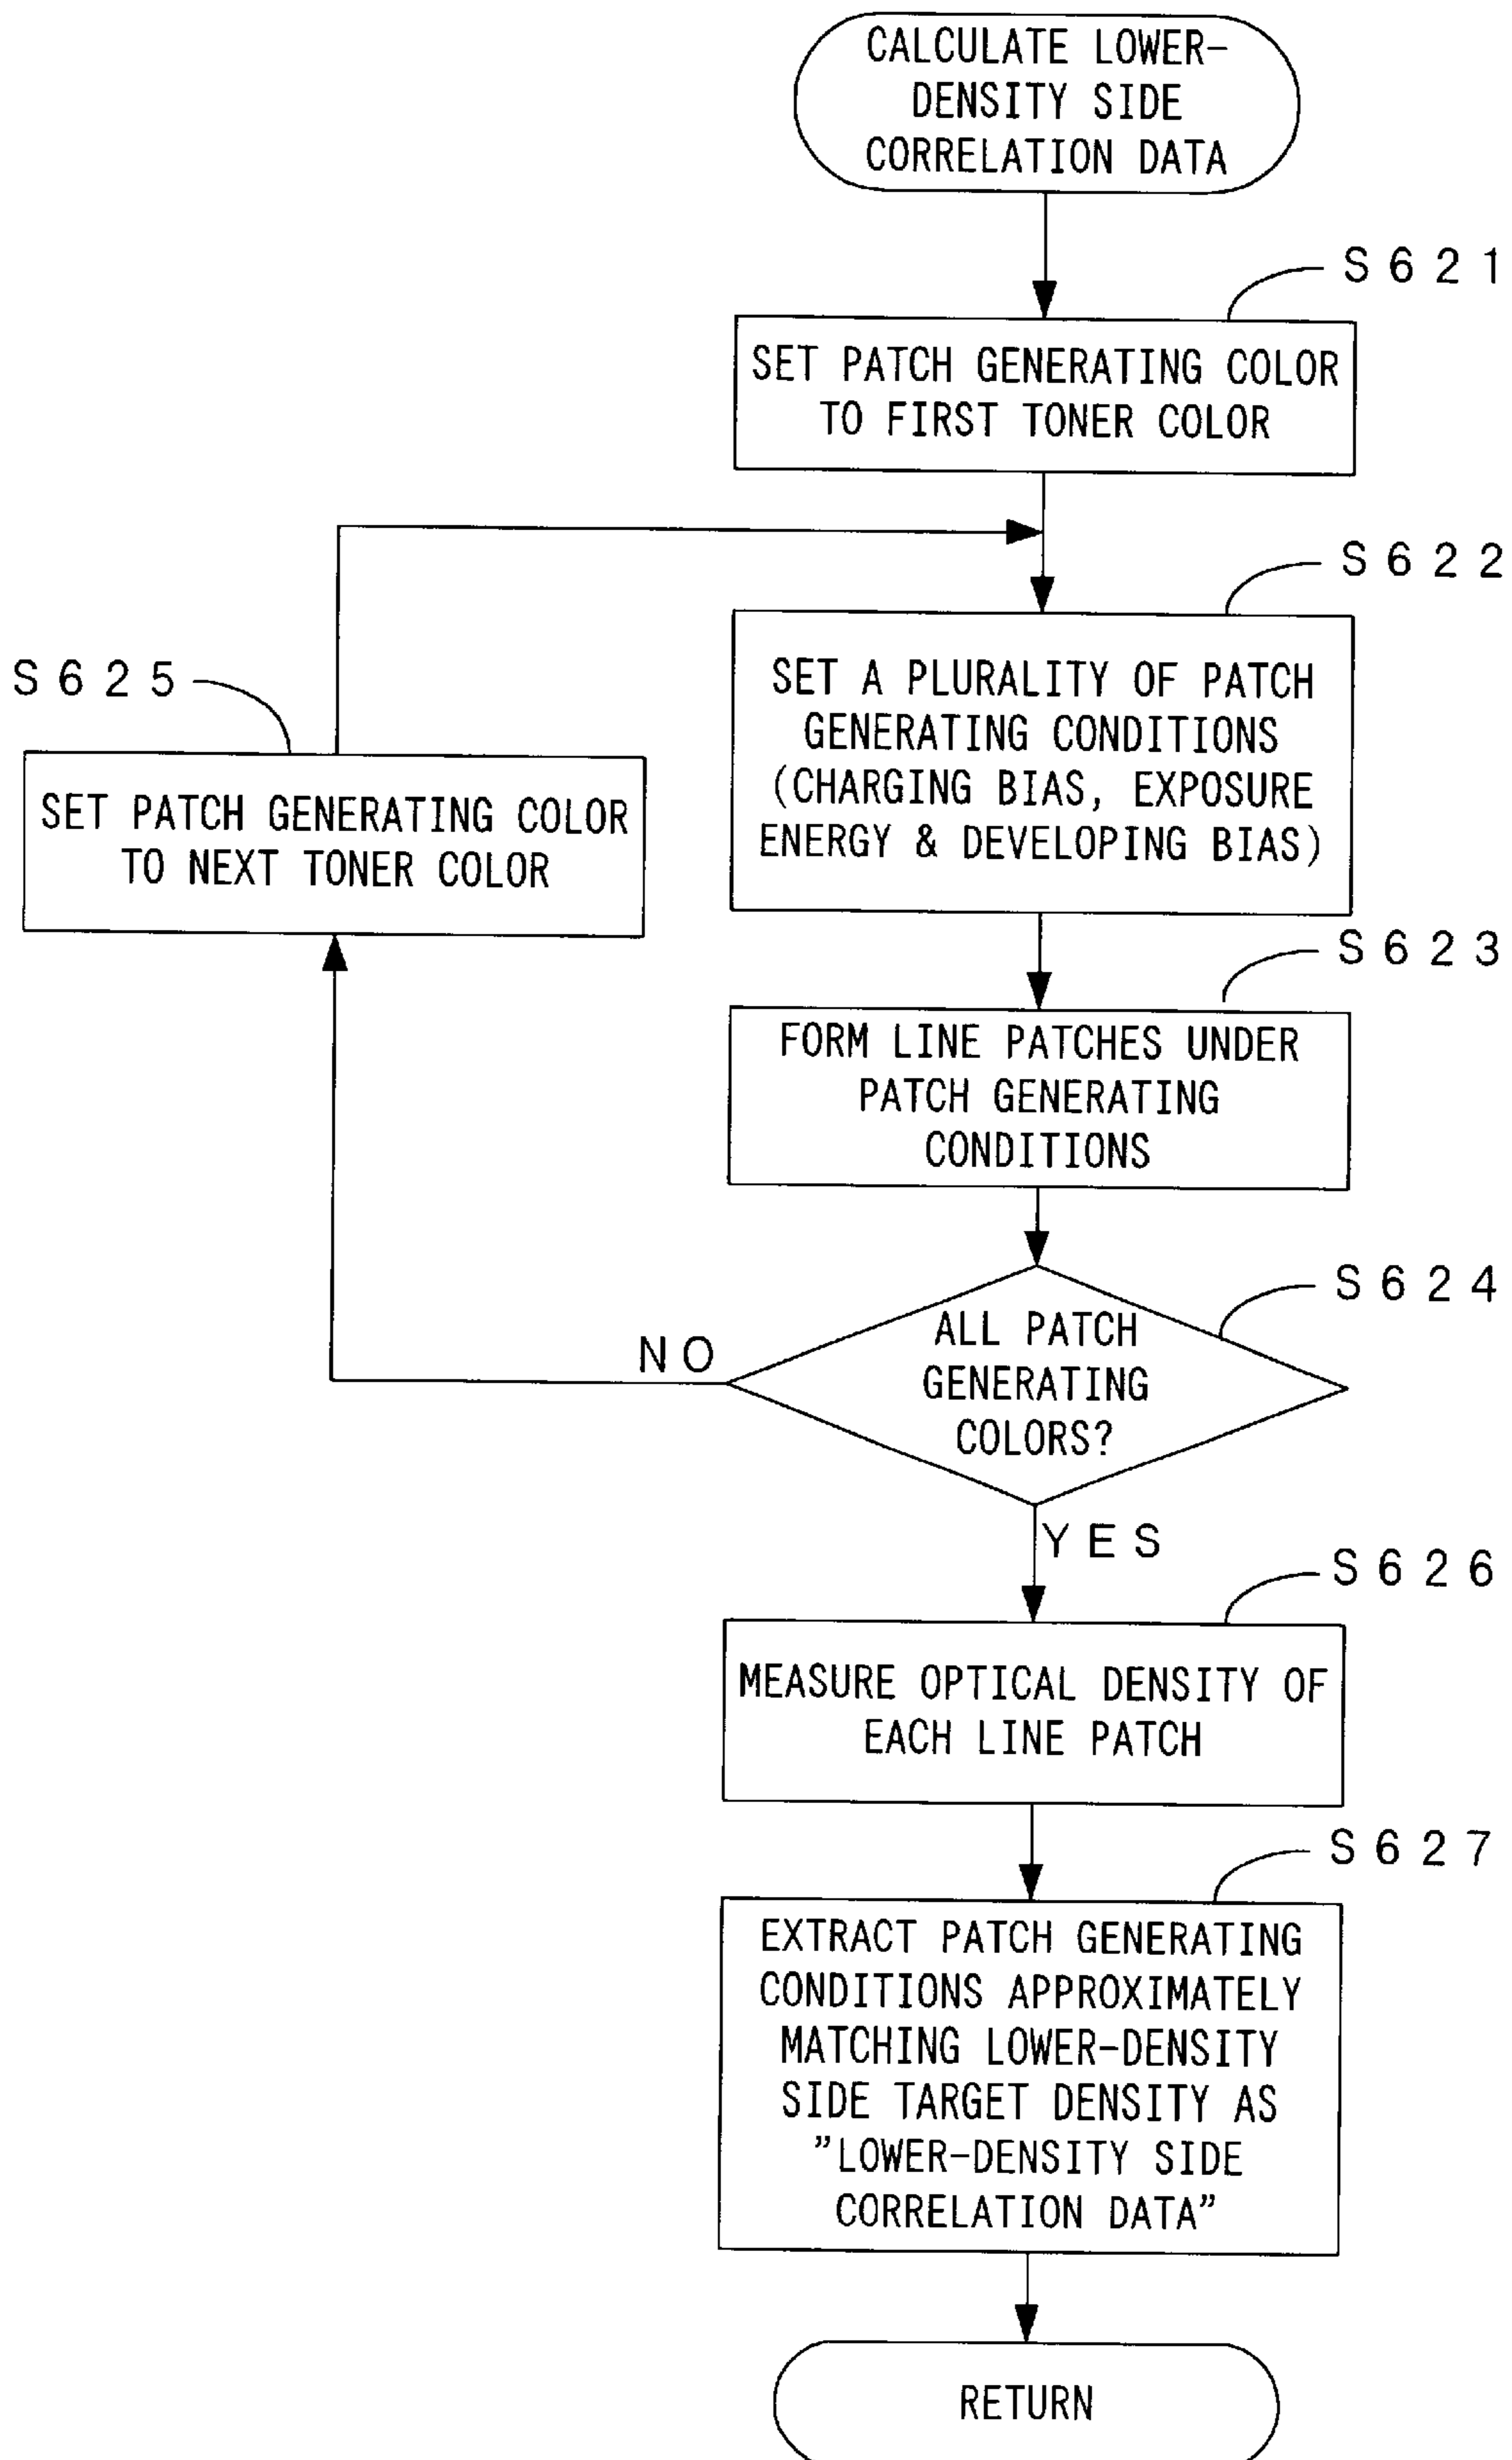 CALCULATE LOWER-
DENSITY SIDE
CORRELATION DATA
S621
SET PATCH GENERATING COLOR
TO FIRST TONER COLOR
S622
SET A PLURALITY OF PATCH
GENERATING CONDITIONS
(CHARGING BIAS, EXPOSURE
ENERGY & DEVELOPING BIAS)
S625
SET PATCH GENERATING COLOR
TO NEXT TONER COLOR
S623
FORM LINE PATCHES UNDER
PATCH GENERATING
CONDITIONS
S624
ALL PATCH
GENERATING
COLORS?
NO
YES
S626
MEASURE OPTICAL DENSITY OF
EACH LINE PATCH
S627
EXTRACT PATCH GENERATING
CONDITIONS APPROXIMATELY
MATCHING LOWER-DENSITY
SIDE TARGET DENSITY AS
”LOWER-DENSITY SIDE
CORRELATION DATA”
RETURN